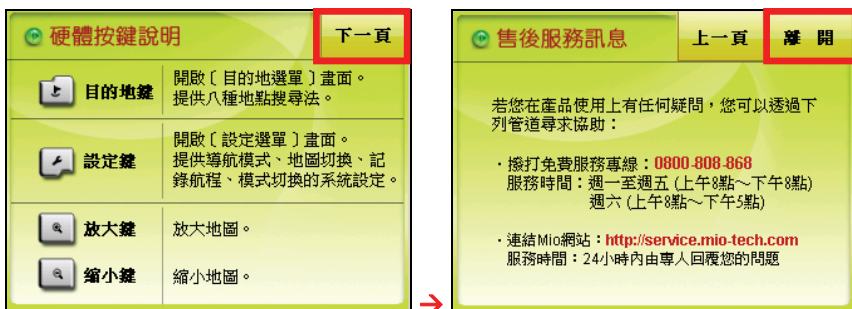 硬體按鍵說明
下一頁
目的地鍵
開啟〔目的地選單〕畫面。
提供八種地點搜尋法。
設定鍵
開啟〔設定選單〕畫面。
提供導航模式、地圖切換、記
錄航程、模式切換的系統設定。
放大鍵
放大地圖。
縮小鍵
縮小地圖。
→
售後服務訊息
上一頁
離 開
若您在產品使用上有任何疑問，您可以透過下
列管道尋求協助：
‧撥打免費服務專線：0800-808-868
服務時間：週一至週五 (上午8點～下午8點)
週六 (上午8點～下午5點)
‧連結Mio網站：http://service.mio-tech.com
服務時間：24小時內由專人回覆您的問題